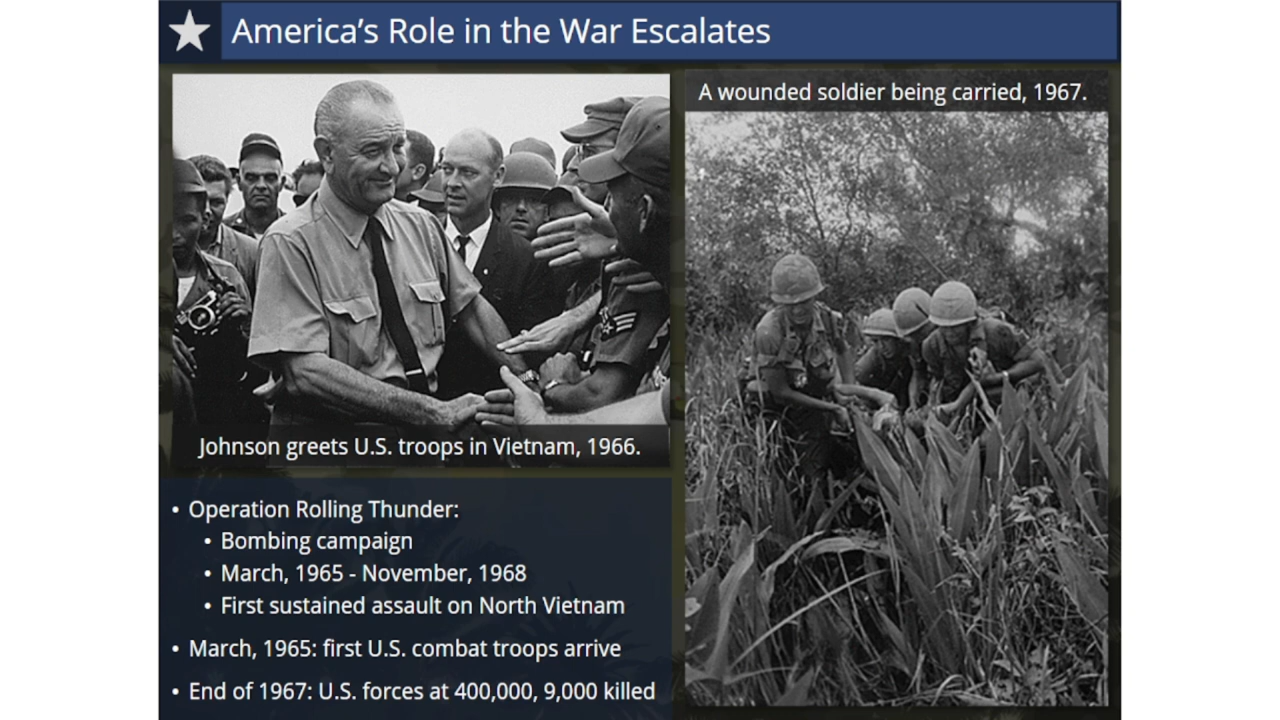 America's Role in the War Escalates
Johnson greets U.S. troops in Vietnam, 1966.
A wounded soldier being carried, 1967.
• Operation Rolling Thunder:
• Bombing campaign
• March, 1965 - November, 1968
• First sustained assault on North Vietnam
• March, 1965: first U.S. combat troops arrive
• End of 1967: U.S. forces at 400,000, 9,000 killed